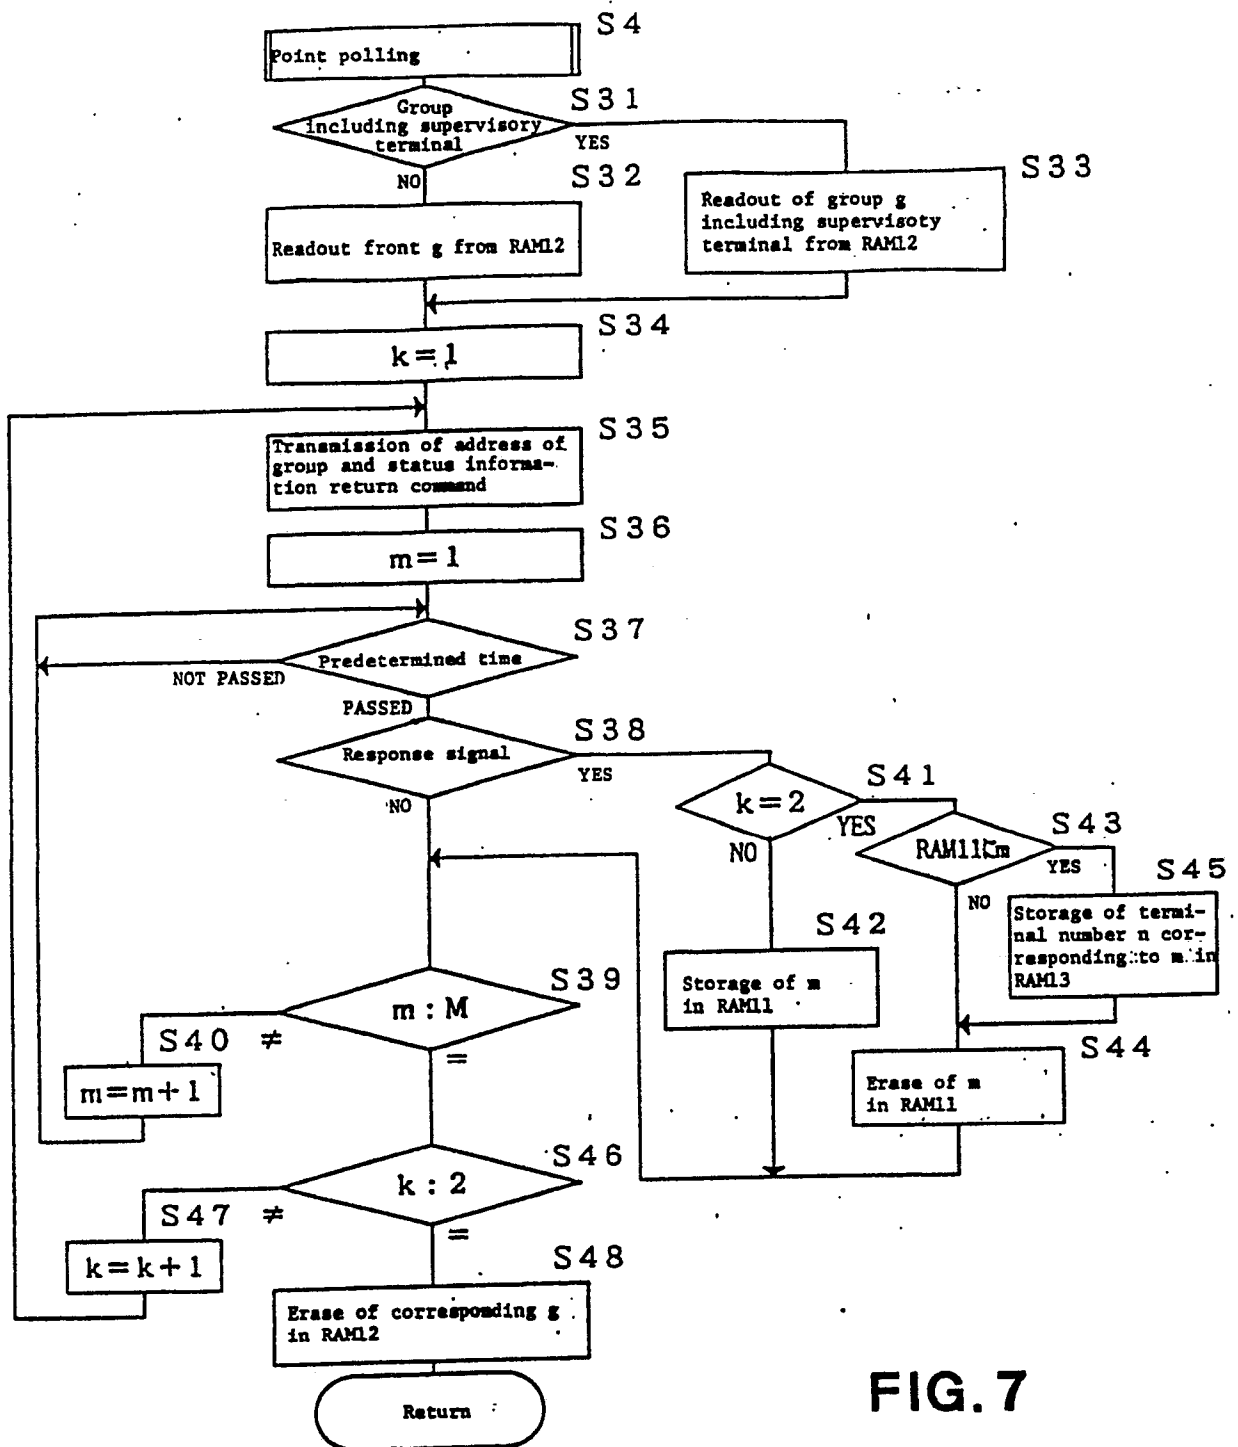 S4
Point polling
S31
Group
including supervisory
terminal
YES
NO
S32
S33
Readout of group g
including supervisoty
terminal from RAM12
Readout front g from RAM12
S34
k=1
S35
Transmission of address of
group and status informa-
tion return command
S36
m=1
S37
Predetermined time
NOT PASSED
PASSED
S38
Response signal
YES
NO
S41
k=2
YES
NO
S43
YES
NO
S45
Storage of termi-
nal number n cor-
responding to m in
RAM13
S42
Storage of m
in RAM11
S39
m : M
S40 ≠
=
m=m+1
S44
Erase of m
in RAM11
S46
k : 2
S47 ≠
=
k=k+1
S48
Erase of corresponding g
in RAM12
Return
FIG. 7